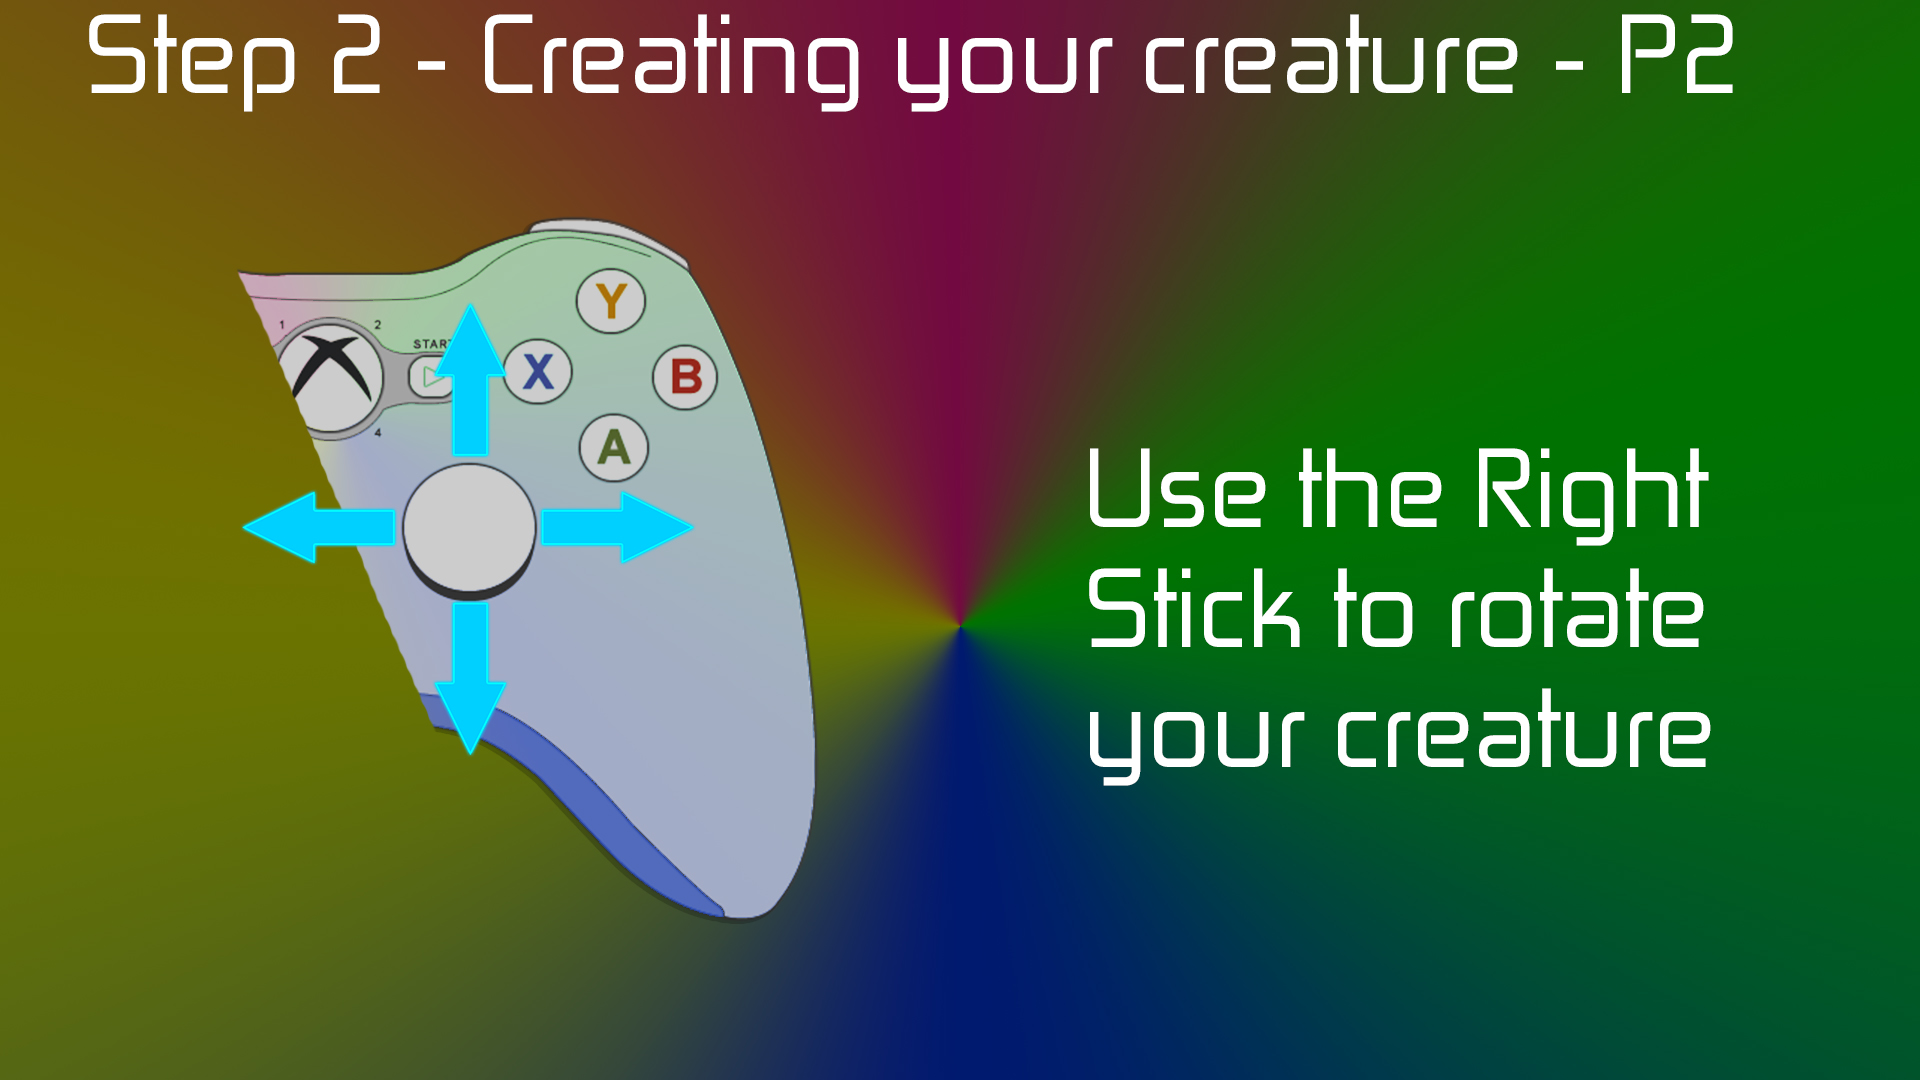 Step 2 - Creating your creature - P2
Y
1
2
START
X
B
4
A
Use the Right
Stick to rotate
your creature